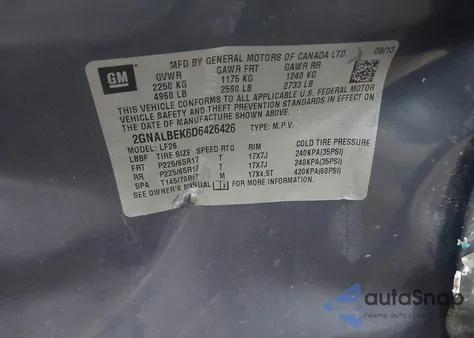 GM
MFD BY GENERAL MOTORS OF CANADA LTD. 08/13
GVWR GAWR FRT GAWR RR
2250 KG 1175 KG 1240 KG
4960 LB 2590 LB 2733 LB
THIS VEHICLE CONFORMS TO ALL APPLICABLE U.S. FEDERAL MOTOR
VEHICLE SAFETY AND THEFT PREVENTION STANDARDS IN EFFECT ON THE
DATE OF MANUFACTURE SHOWN ABOVE.
2GNALBEK6D6426426 TYPE: M.P.V.
MODEL: LF26
LBBF TIRE SIZE SPEED RTG RIM COLD TIRE PRESSURE
FRT P225/65R17 T 17X7J 240KPA(35PSI)
RR P225/65R17 T 17X7J 240KPA(35PSI)
SPA T145/70R17 M 17X4.5T 420KPA(60PSI)
SEE OWNER'S MANUAL FOR MORE INFORMATION.
autaSnap
Pewne auto z